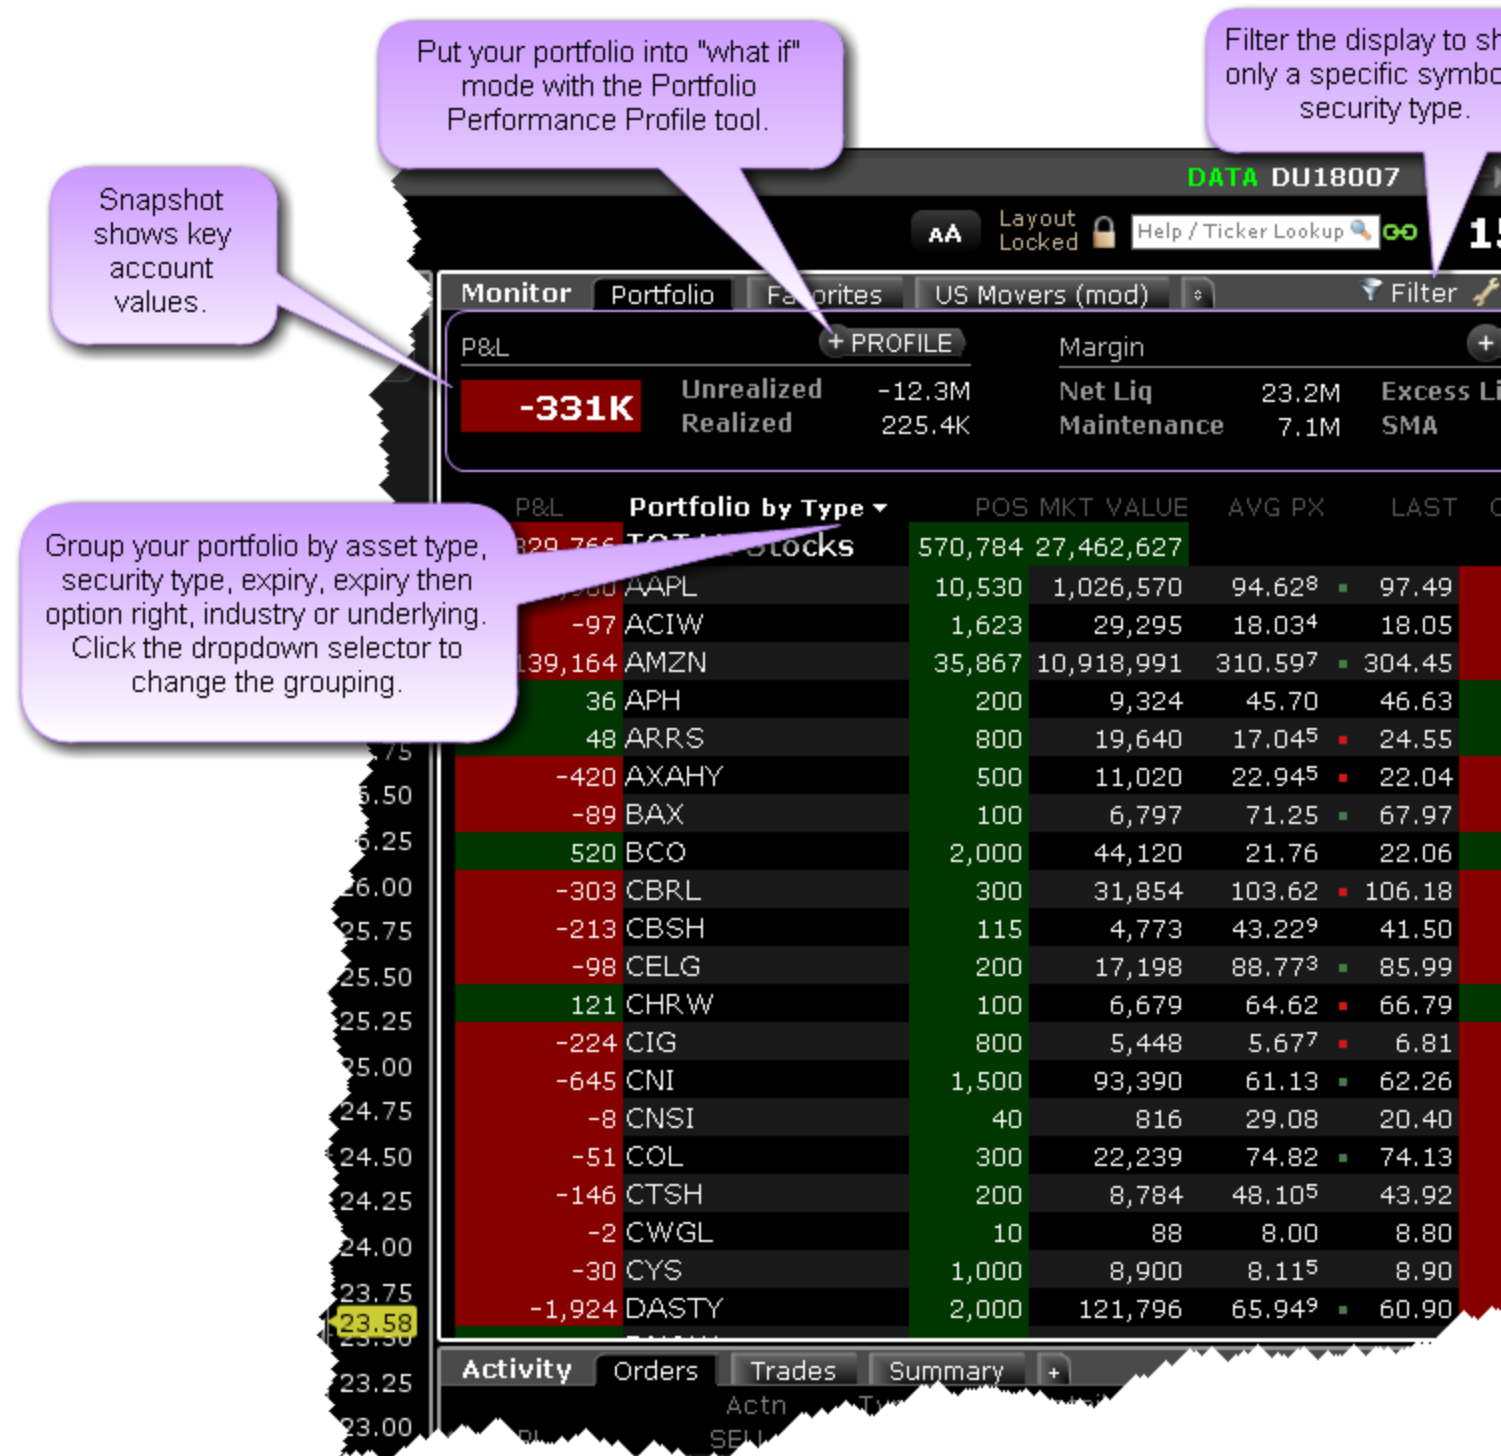 Put your portfolio into "what if"
mode with the Portfolio
Performance Profile tool.
Filter the display to
only a specific
security type.
Snapshot
shows key
account
values.
DATA DU18007
AA Layout Locked Help / Ticker Lookup
Monitor Portfolio Favorites US Movers (mod) Filter
P&L + PROFILE Margin +
-331K Unrealized -12.3M Net Liq 23.2M Excess
Realized 225.4K Maintenance 7.1M SMA
P&L Portfolio by Type POS MKT VALUE AVG PX LAST
Group your portfolio by asset type,
security type, expiry, expiry then
option right, industry or underlying.
Click the dropdown selector to
change the grouping.
Stocks 570,784 27,462,627
AAPL 10,530 1,026,570 94.628 97.49
-97 ACIW 1,623 29,295 18.034 18.05
139,164 AMZN 35,867 10,918,991 310.597 304.45
36 APH 200 9,324 45.70 46.63
48 ARRS 800 19,640 17.045 24.55
-420 AXAHY 500 11,020 22.945 22.04
-89 BAX 100 6,797 71.25 67.97
520 BCO 2,000 44,120 21.76 22.06
-303 CBRL 300 31,854 103.62 106.18
-213 CBSH 115 4,773 43.229 41.50
-98 CELG 200 17,198 88.773 85.99
121 CHRW 100 6,679 64.62 66.79
-224 CIG 800 5,448 5.677 6.81
-645 CNI 1,500 93,390 61.13 62.26
-8 CNSI 40 816 29.08 20.40
-51 COL 300 22,239 74.82 74.13
-146 CTSH 200 8,784 48.105 43.92
-2 CWGL 10 88 8.00 8.80
-30 CYS 1,000 8,900 8.115 8.90
-1,924 DASTY 2,000 121,796 65.949 60.90
26.00
25.75
25.50
25.25
25.00
24.75
24.50
24.25
24.00
23.75
23.58
23.50
23.25
23.00
Activity Orders Trades Summary +
Actn
SELL